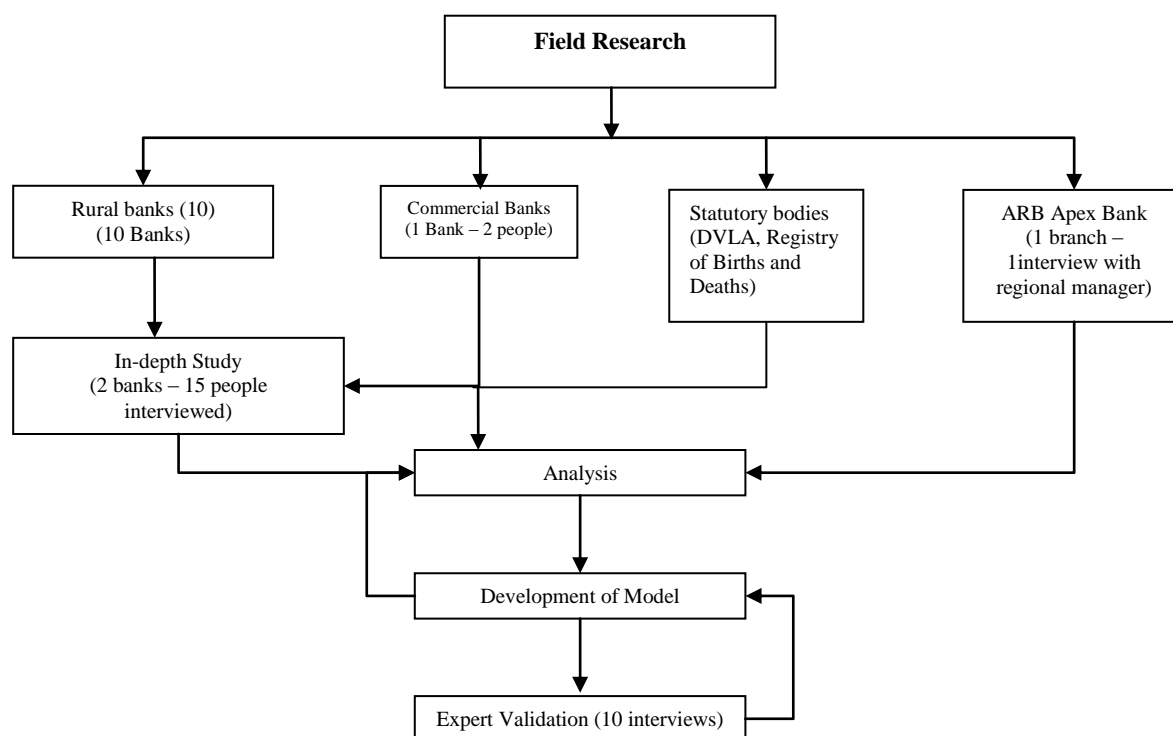 Field Research
Rural banks (10)
(10 Banks)
Commercial Banks
(1 Bank – 2 people)
Statutory bodies
(DVLA, Registry
of Births and
Deaths)
ARB Apex Bank
(1 branch –
1interview with
regional manager)
In-depth Study
(2 banks – 15 people
interviewed)
Analysis
Development of Model
Expert Validation (10 interviews)